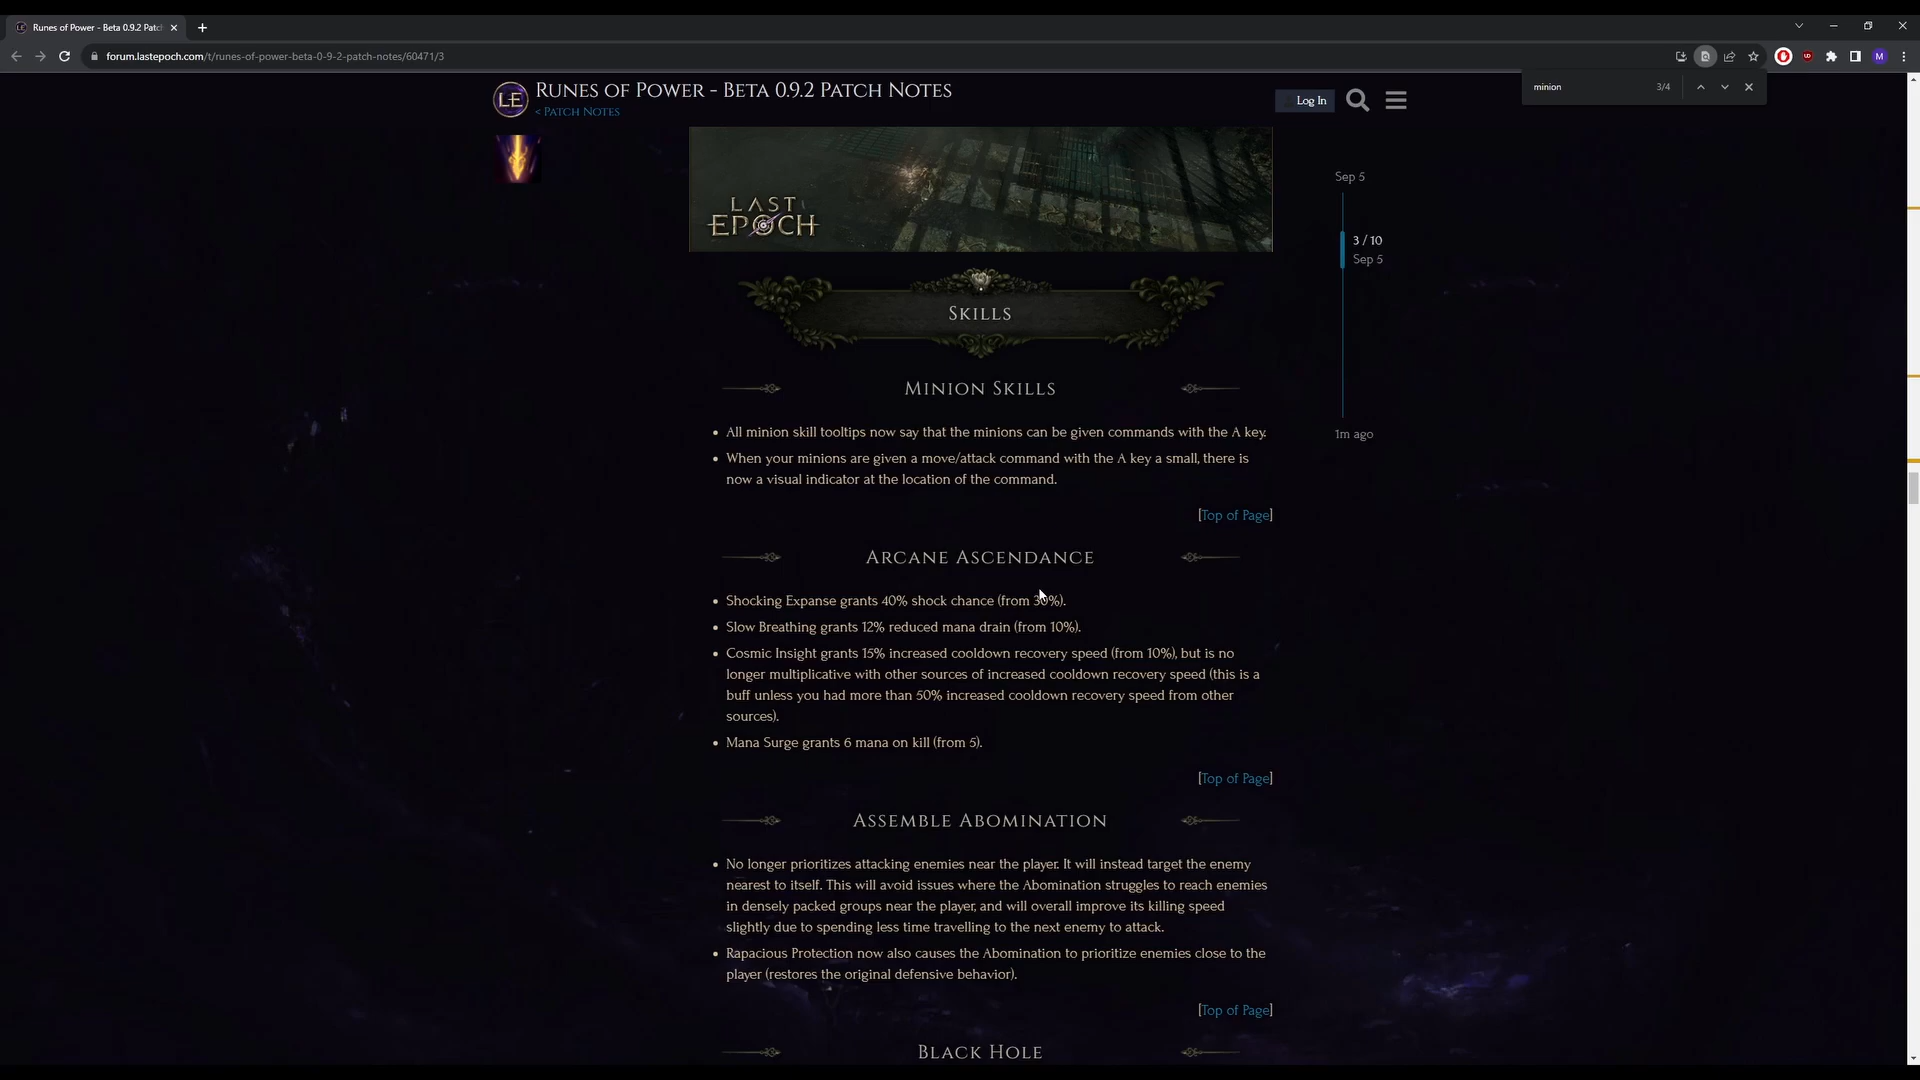 Runes of Power - Beta 0.9.2 Patch
forum.lastepoch.com/t/runes-of-power-beta-0-9-2-patch-notes/60471/3
M
minion
3/4
LE
Runes of Power - Beta 0.9.2 Patch Notes
< Patch Notes
Log In
Last
Epoch
Sep 5
3 / 10
Sep 5
1m ago
Skills
Minion Skills
• All minion skill tooltips now say that the minions can be given commands with the A key.
• When your minions are given a move/attack command with the A key a small, there is
now a visual indicator at the location of the command.
[Top of Page]
Arcane Ascendance
• Shocking Expanse grants 40% shock chance (from 30%).
• Slow Breathing grants 12% reduced mana drain (from 10%).
• Cosmic Insight grants 15% increased cooldown recovery speed (from 10%), but is no
longer multiplicative with other sources of increased cooldown recovery speed (this is a
buff unless you had more than 50% increased cooldown recovery speed from other
sources).
• Mana Surge grants 6 mana on kill (from 5).
[Top of Page]
Assemble Abomination
• No longer prioritizes attacking enemies near the player. It will instead target the enemy
nearest to itself. This will avoid issues where the Abomination struggles to reach enemies
in densely packed groups near the player, and will overall improve its killing speed
slightly due to spending less time travelling to the next enemy to attack.
• Rapacious Protection now also causes the Abomination to prioritize enemies close to the
player (restores the original defensive behavior).
[Top of Page]
Black Hole